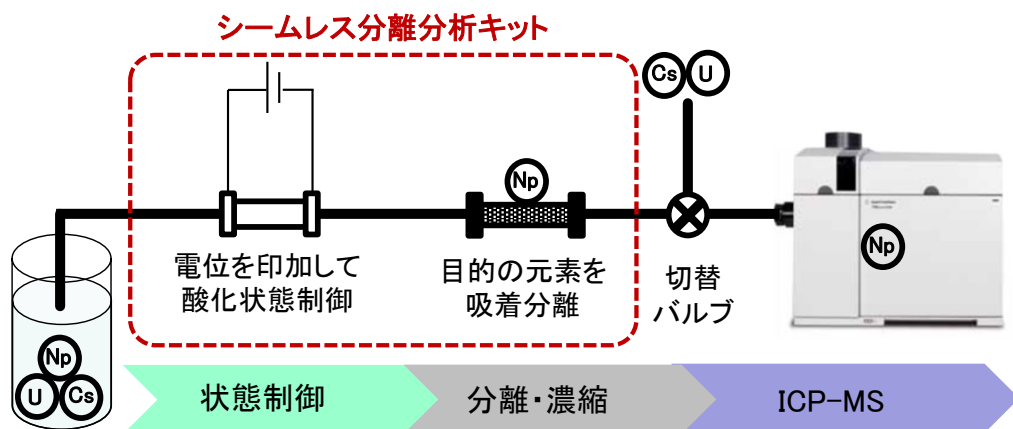 シームレス分離分析キット
Cs
U
Np
電位を印加して
酸化状態制御
目的の元素を
吸着分離
切替
バルブ
Np
Np
U
Cs
状態制御
分離・濃縮
ICP-MS